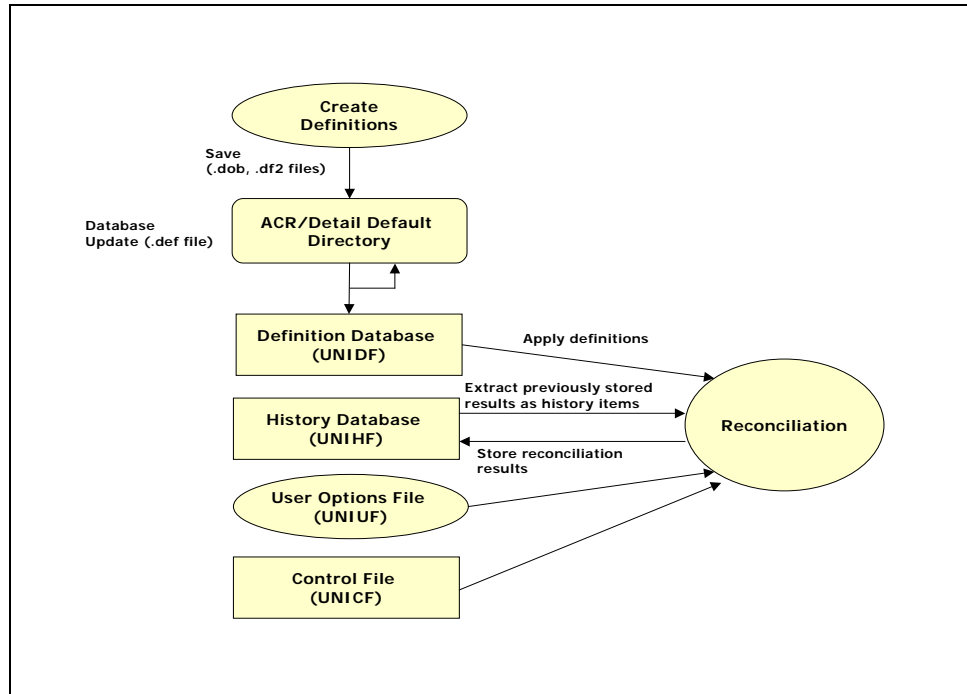 Create
Definitions
Save
(.dob, .df2 files)
ACR/Detail Default
Directory
Database
Update (.def file)
Definition Database
(UNIDF)
Apply definitions
Extract previously stored
results as history items
History Database
(UNIHF)
Reconciliation
Store reconciliation
results
User Options File
(UNIUF)
Control File
(UNICF)